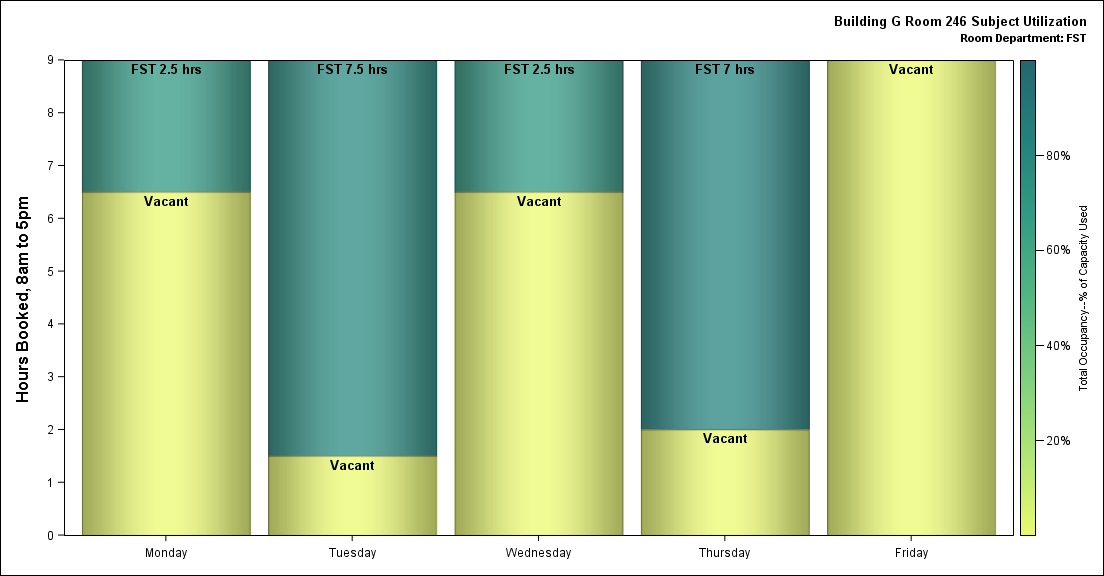 Building G Room 246 Subject Utilization
Room Department: FST
Hours Booked, 8am to 5pm
9
8
7
6
5
4
3
2
1
0
FST 2.5 hrs
Vacant
FST 7.5 hrs
Vacant
FST 2.5 hrs
Vacant
FST 7 hrs
Vacant
Vacant
Monday
Tuesday
Wednesday
Thursday
Friday
80%
60%
40%
20%
Total Occupancy--% of Capacity Used